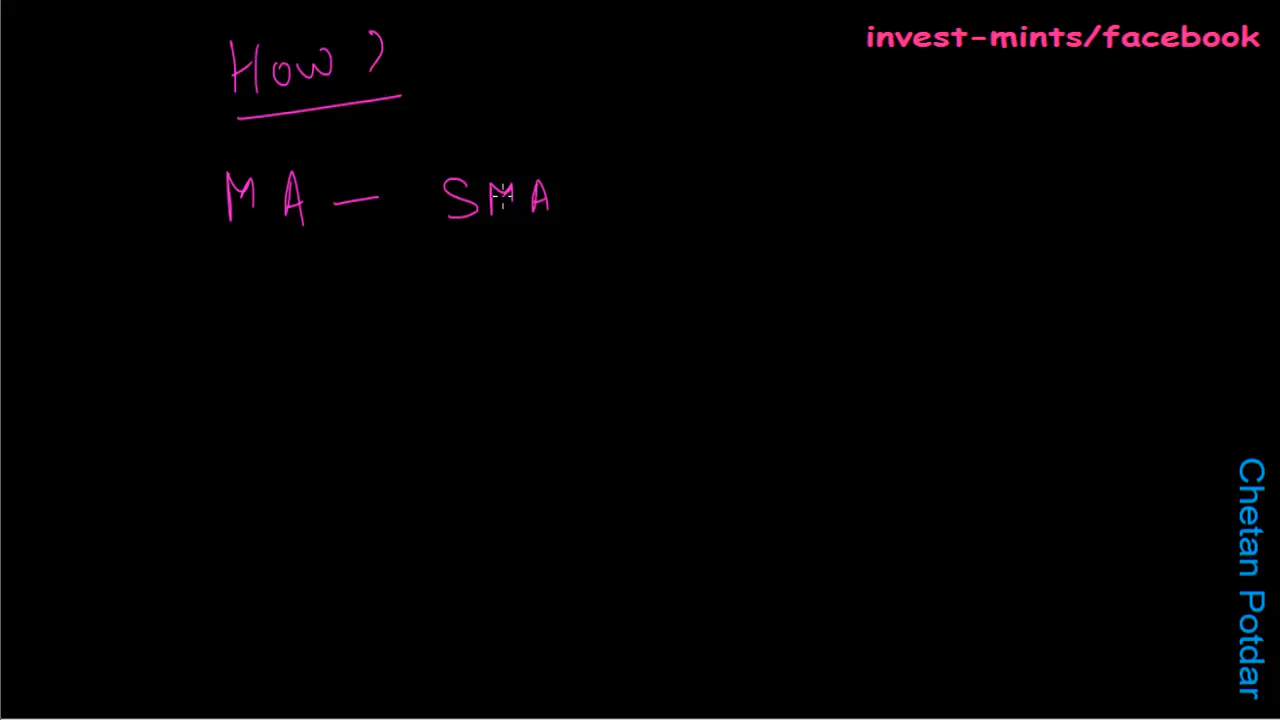 invest-mints/facebook
How ?
MA — SMA
Chetan Potdar